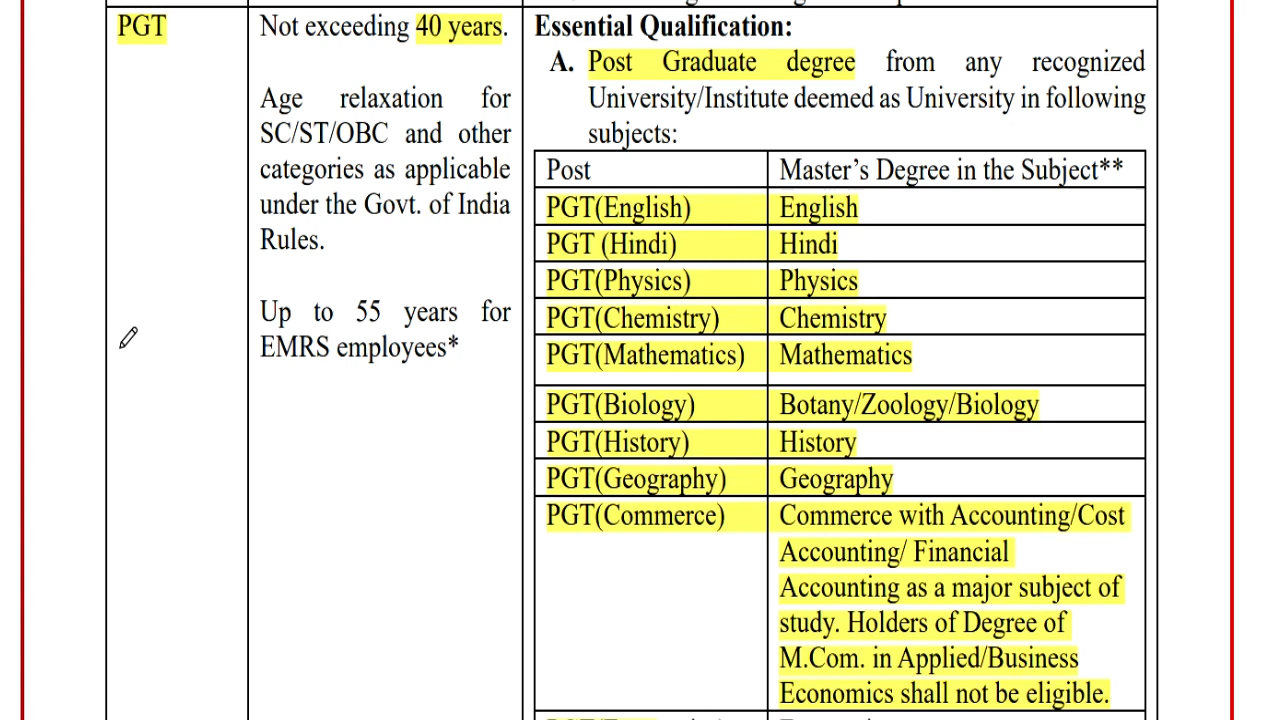 PGT
Not exceeding 40 years.
Age relaxation for
SC/ST/OBC and other
categories as applicable
under the Govt. of India
Rules.
Up to 55 years for
EMRS employees*
Essential Qualification:
A. Post Graduate degree from any recognized
University/Institute deemed as University in following
subjects:
Post Master’s Degree in the Subject**
PGT(English) English
PGT (Hindi) Hindi
PGT(Physics) Physics
PGT(Chemistry) Chemistry
PGT(Mathematics) Mathematics
PGT(Biology) Botany/Zoology/Biology
PGT(History) History
PGT(Geography) Geography
PGT(Commerce) Commerce with Accounting/Cost
Accounting/ Financial
Accounting as a major subject of
study. Holders of Degree of
M.Com. in Applied/Business
Economics shall not be eligible.